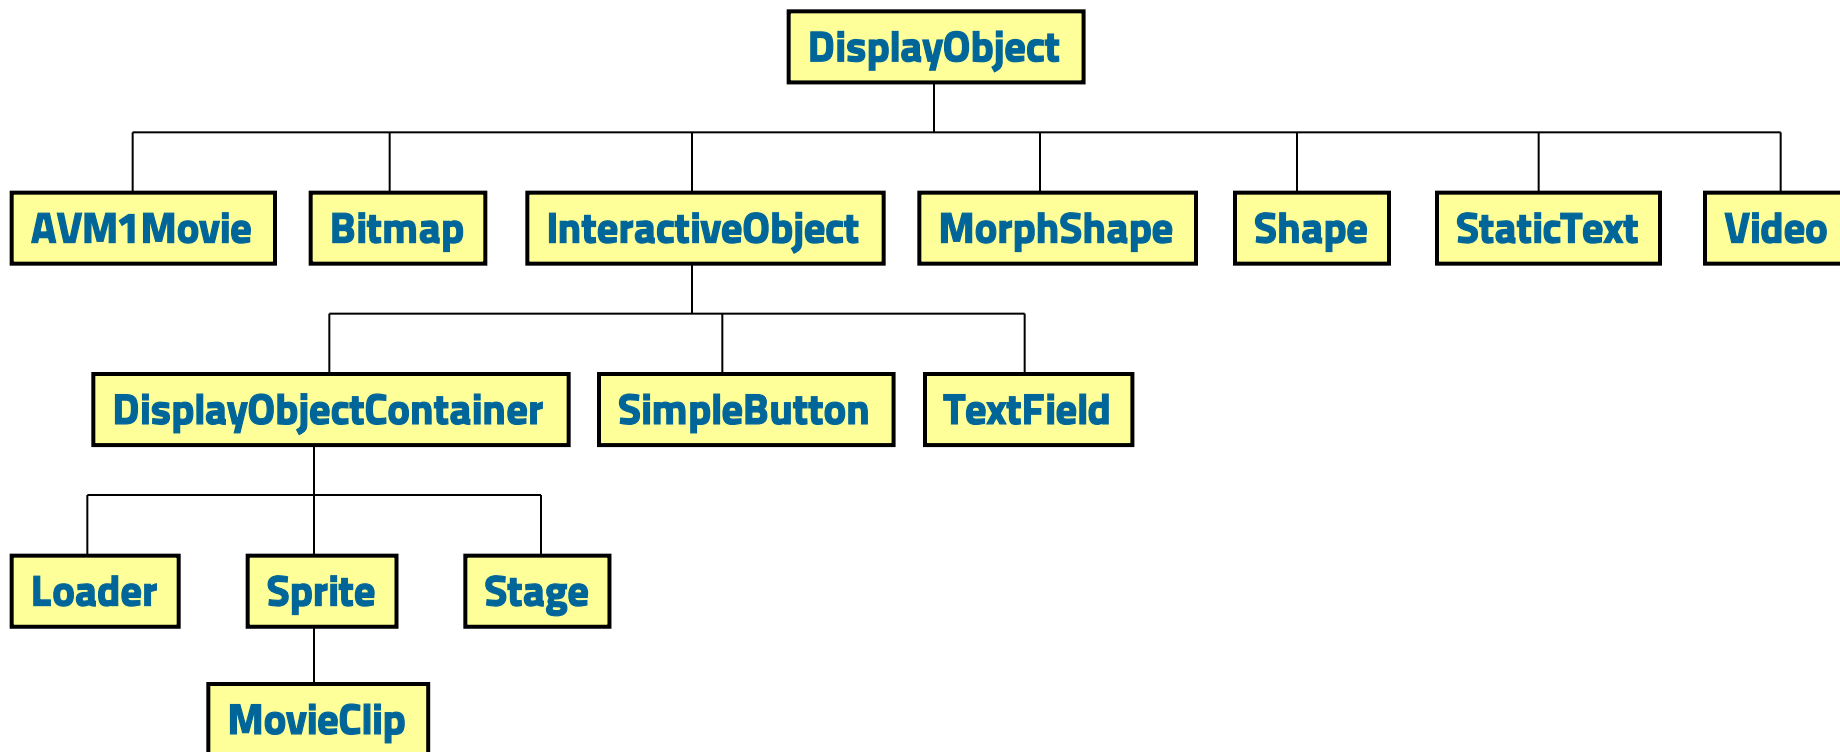 DisplayObject
AVM1Movie Bitmap InteractiveObject MorphShape Shape StaticText Video
DisplayObjectContainer SimpleButton TextField
Loader Sprite Stage
MovieClip